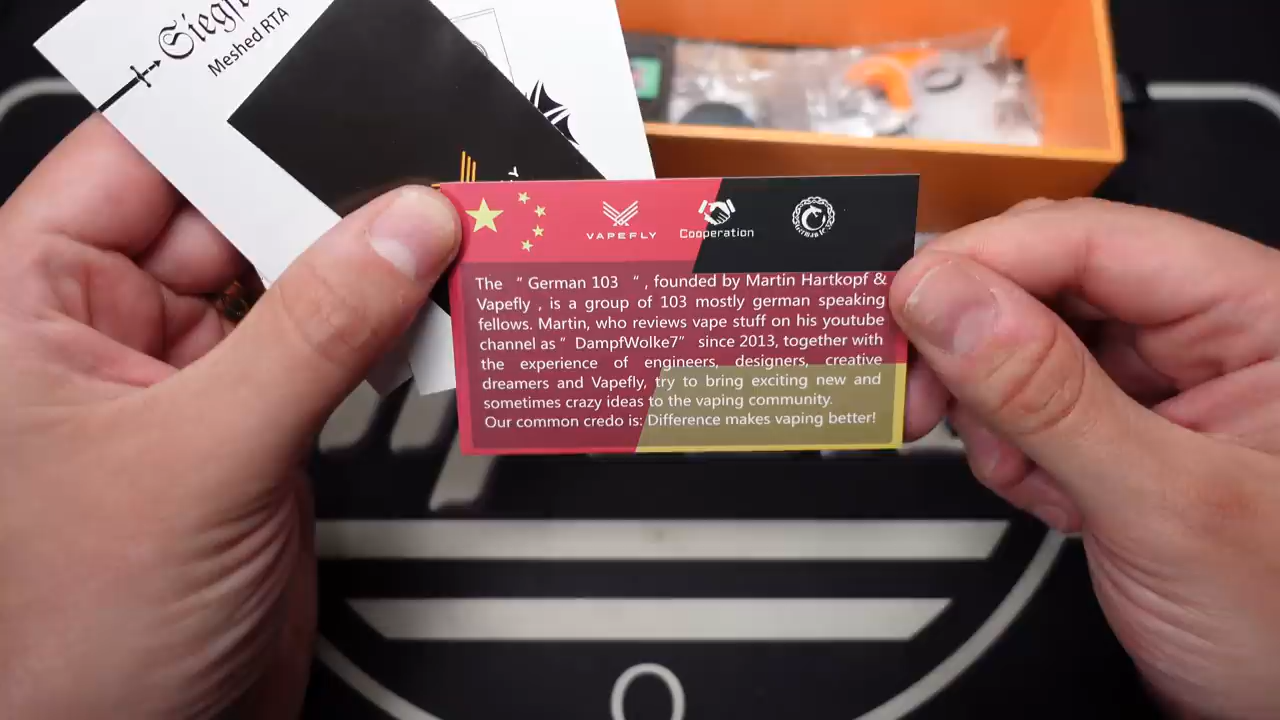 Meshed RTA
VAPEFLY
Cooperation
The " German 103 " , founded by Martin Hartkopf &
Vapefly , is a group of 103 mostly german speaking
fellows. Martin, who reviews vape stuff on his youtube
channel as " DampfWolke7" since 2013, together with
the experience of engineers, designers, creative
dreamers and Vapefly, try to bring exciting new and
sometimes crazy ideas to the vaping community.
Our common credo is: Difference makes vaping better!